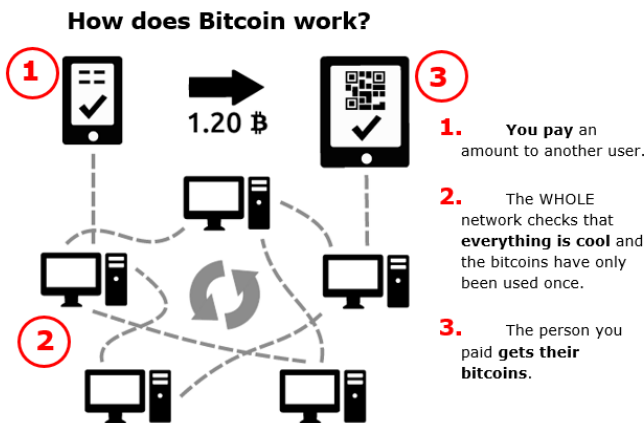 How does Bitcoin work?
1
3
1.20 ₿
1. You pay an
amount to another user.
2. The WHOLE
network checks that
everything is cool and
the bitcoins have only
been used once.
2
3. The person you
paid gets their
bitcoins.